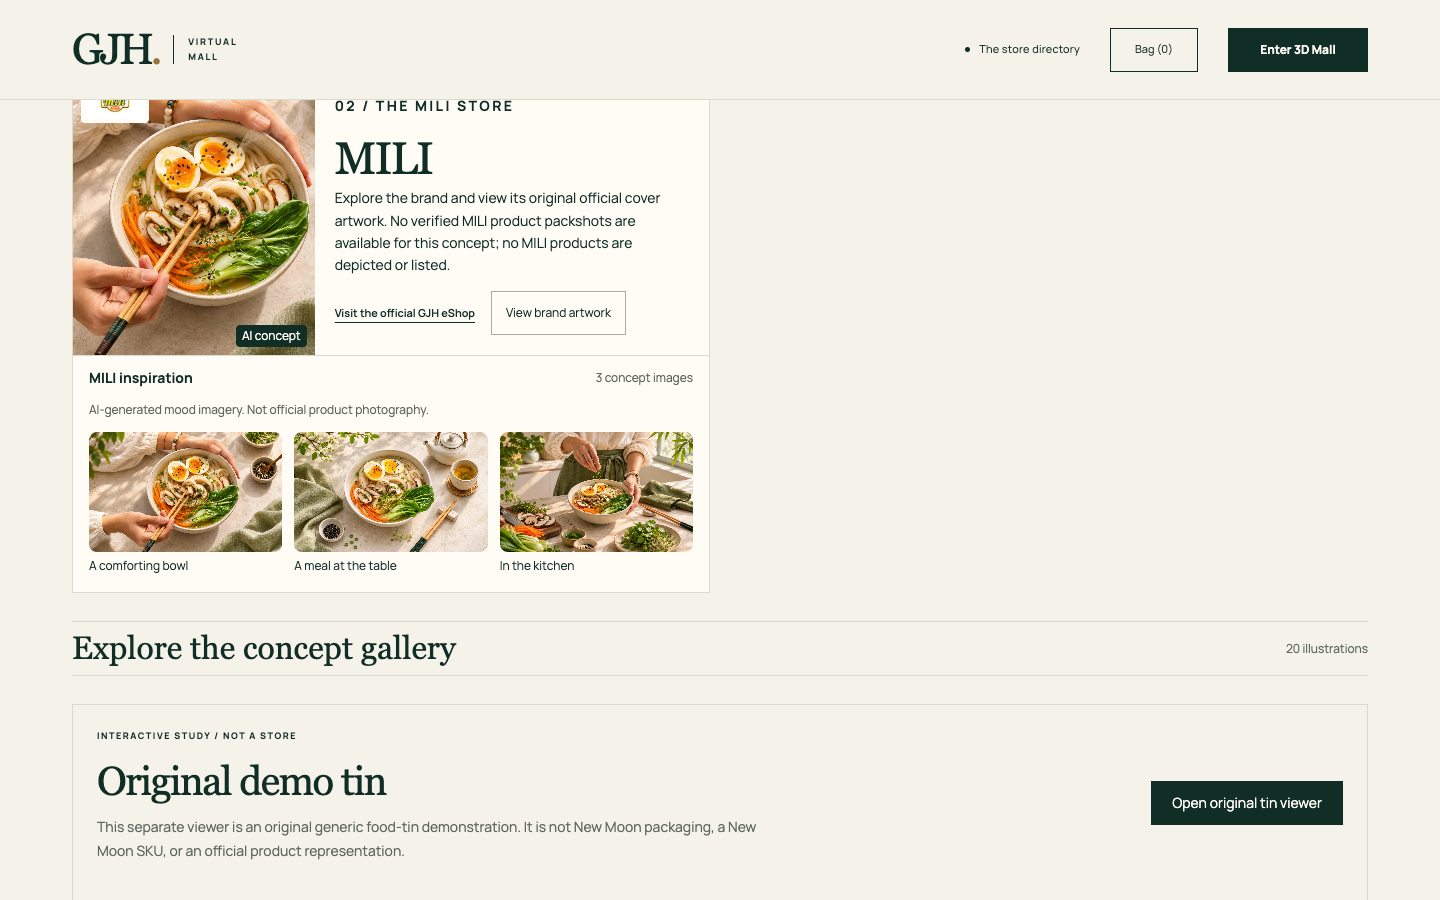 GJH.
VIRTUAL
MALL
The store directory
Bag (0)
Enter 3D Mall
02 / THE MILI STORE
MILI
Explore the brand and view its original official cover
artwork. No verified MILI product packshots are
available for this concept; no MILI products are
depicted or listed.
Visit the official GJH eShop
View brand artwork
AI concept
MILI inspiration
3 concept images
AI-generated mood imagery. Not official product photography.
A comforting bowl
A meal at the table
In the kitchen
Explore the concept gallery
20 illustrations
INTERACTIVE STUDY / NOT A STORE
Original demo tin
This separate viewer is an original generic food-tin demonstration. It is not New Moon packaging, a New
Moon SKU, or an official product representation.
Open original tin viewer